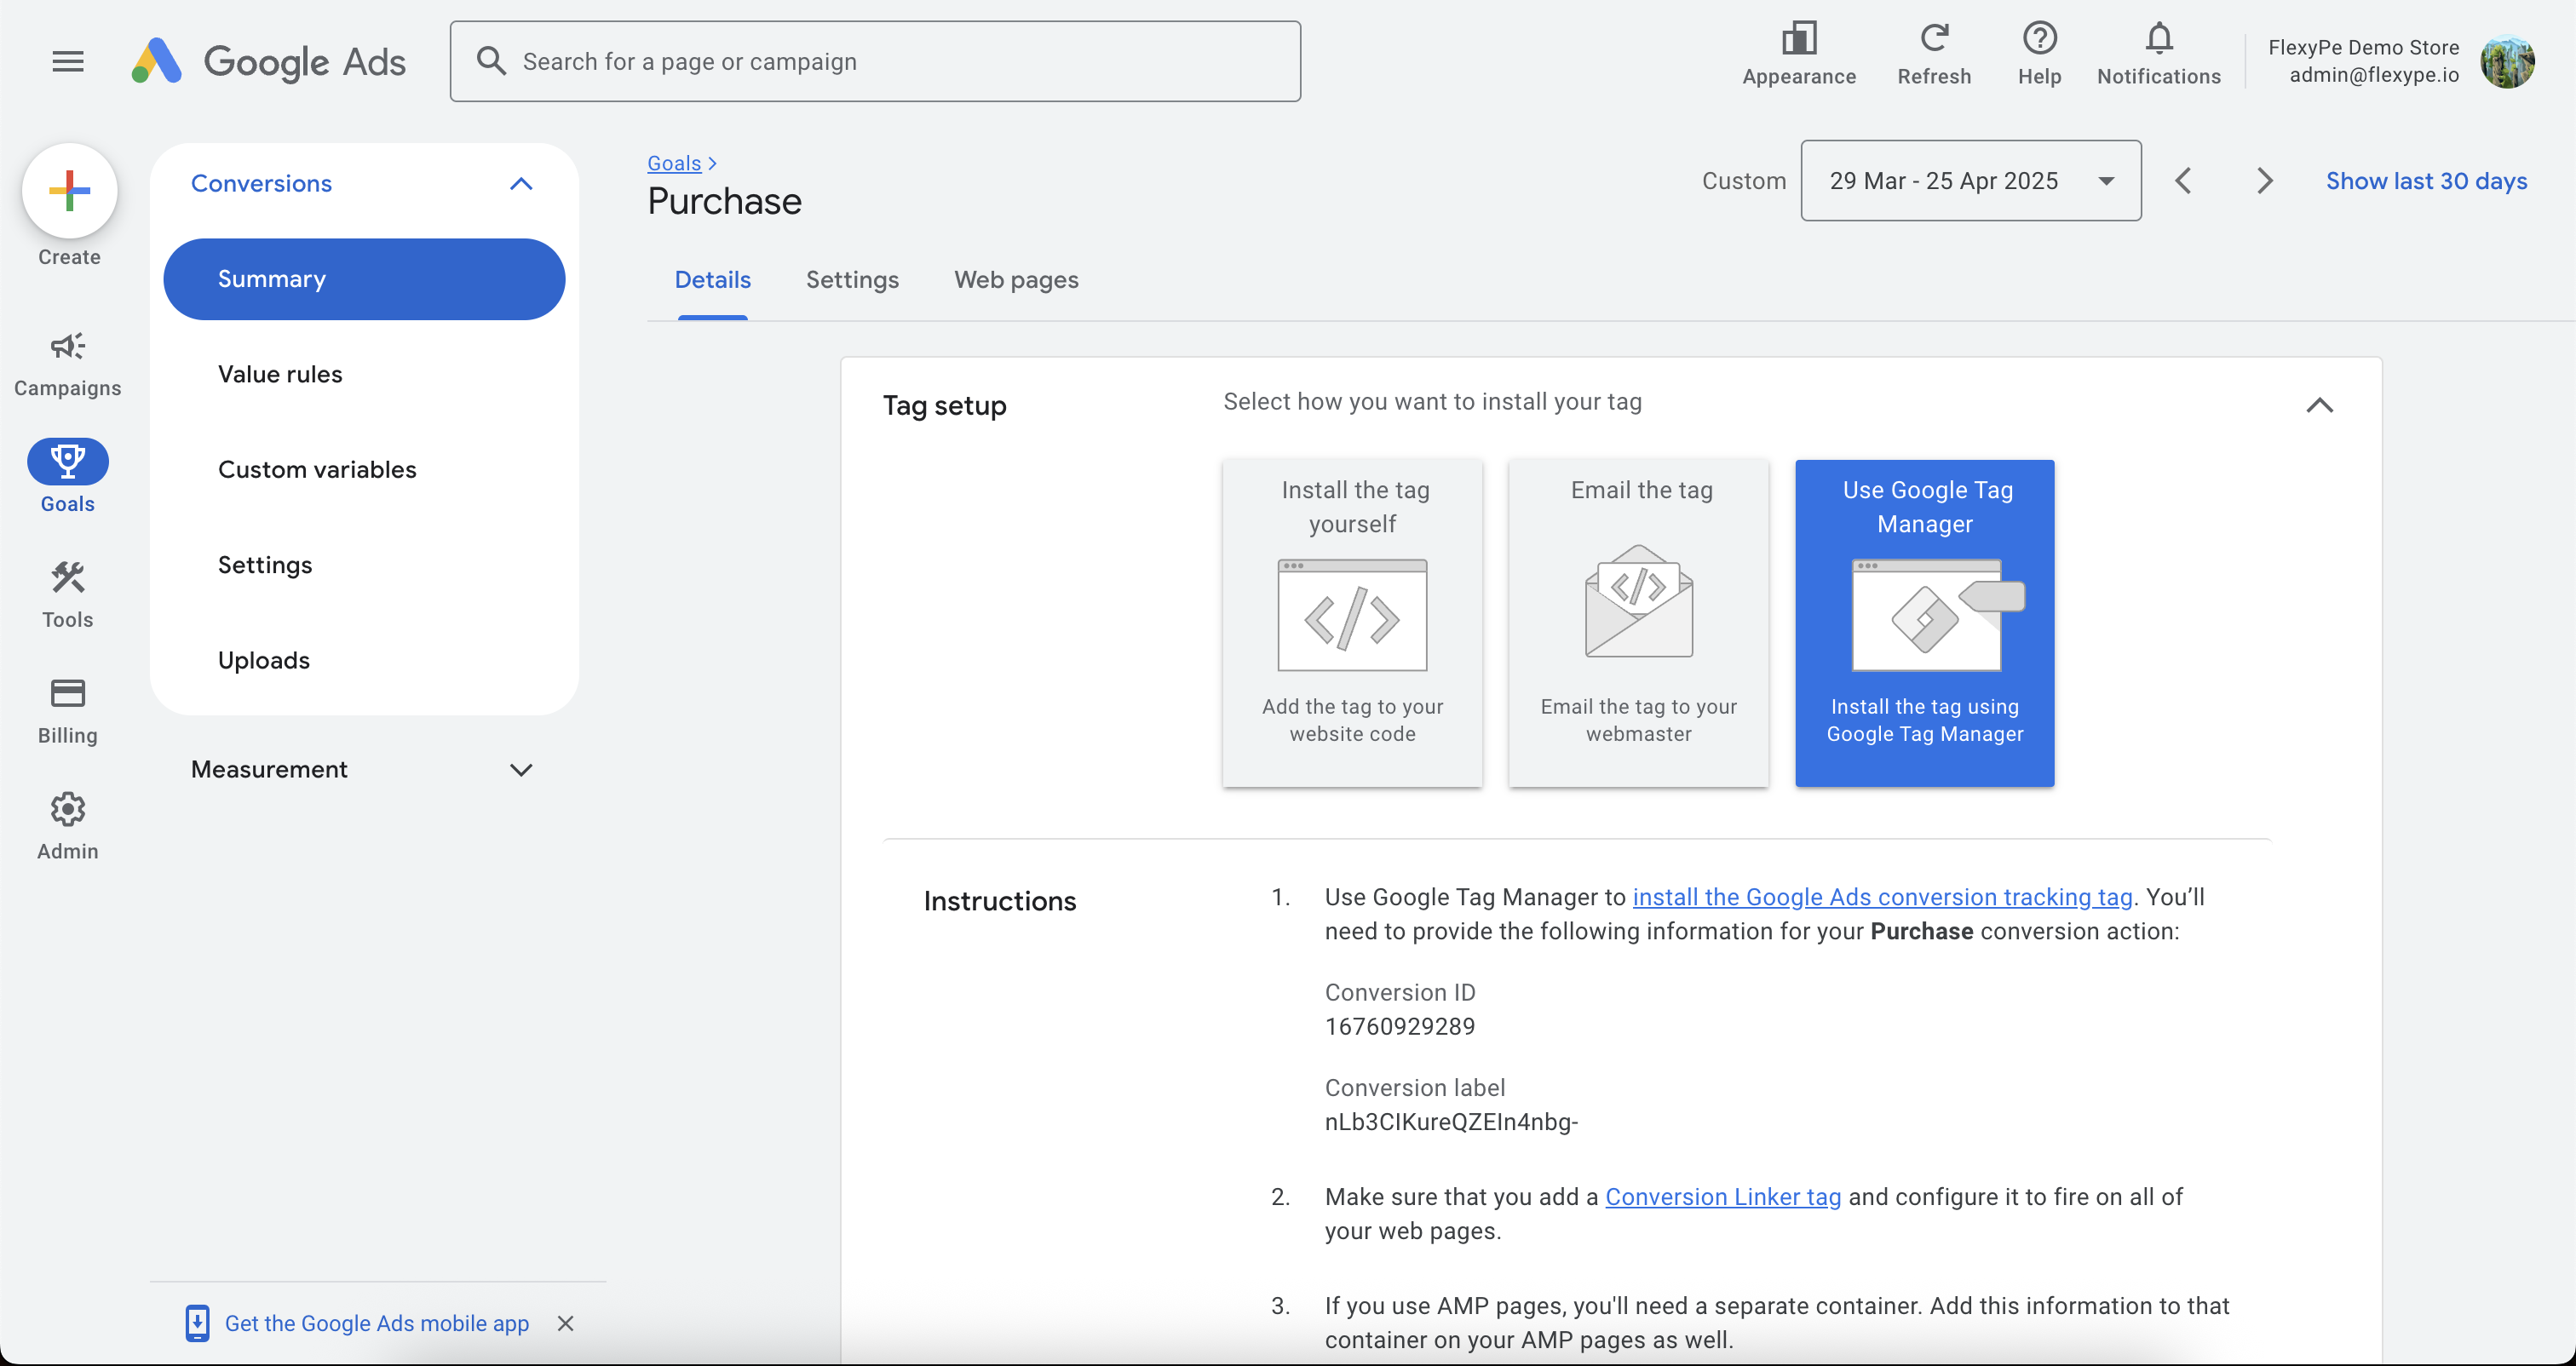 Google Ads
Search for a page or campaign
Appearance
Refresh
Help
Notifications
FlexyPe Demo Store
admin@flexype.io
Create
Campaigns
Goals
Tools
Billing
Admin
Conversions
Summary
Value rules
Custom variables
Settings
Uploads
Measurement
Get the Google Ads mobile app
Goals
Purchase
Custom
29 Mar - 25 Apr 2025
Show last 30 days
Details
Settings
Web pages
Tag setup
Select how you want to install your tag
Install the tag
yourself
Add the tag to your
website code
Email the tag
Email the tag to your
webmaster
Use Google Tag
Manager
Install the tag using
Google Tag Manager
Instructions
1. Use Google Tag Manager to install the Google Ads conversion tracking tag. You’ll
need to provide the following information for your Purchase conversion action:
Conversion ID
16760929289
Conversion label
nLb3CIKureQZEIn4nbg-
2. Make sure that you add a Conversion Linker tag and configure it to fire on all of
your web pages.
3. If you use AMP pages, you'll need a separate container. Add this information to that
container on your AMP pages as well.